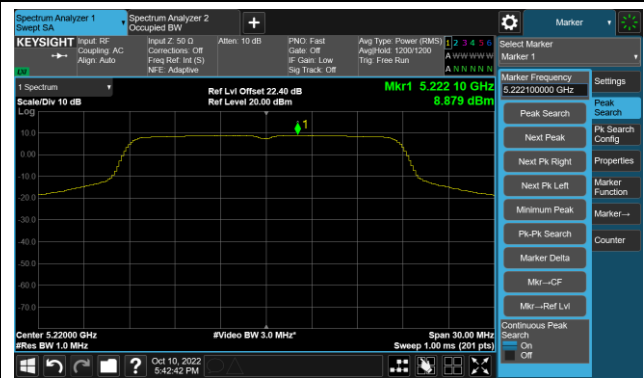 Spectrum Analyzer 1
Swept SA
Spectrum Analyzer 2
Occupied BW
Marker
KEYSIGHT
Input: RF
Coupling: AC
Align: Auto
Input Z: 50 Ω
Corrections: Off
Freq Ref: Int (S)
NFE: Adaptive
Atten: 10 dB
PNO: Fast
Gate: Off
IF Gain: Low
Sig Track: Off
Avg Type: Power (RMS)
Avg|Hold: 1200/1200
Trig: Free Run
1 2 3 4 5 6
A W W W W W
A N N N N N
LXI
Select Marker
Marker 1
1 Spectrum
Scale/Div 10 dB
Log
Ref Lvl Offset 22.40 dB
Ref Level 20.00 dBm
Mkr1 5.222 10 GHz
8.879 dBm
1
10.0
0.00
-10.0
-20.0
-30.0
-40.0
-50.0
-60.0
-70.0
Center 5.22000 GHz
#Res BW 1.0 MHz
#Video BW 3.0 MHz*
Span 30.00 MHz
Sweep 1.00 ms (201 pts)
Marker Frequency
5.222100000 GHz
Peak Search
Next Peak
Next Pk Right
Next Pk Left
Minimum Peak
Pk-Pk Search
Marker Delta
Mkr→CF
Mkr→Ref Lvl
Continuous Peak
Search
On
Off
Settings
Peak
Search
Pk Search
Config
Properties
Marker
Function
Marker→
Counter
?
Oct 10, 2022
5:42:42 PM